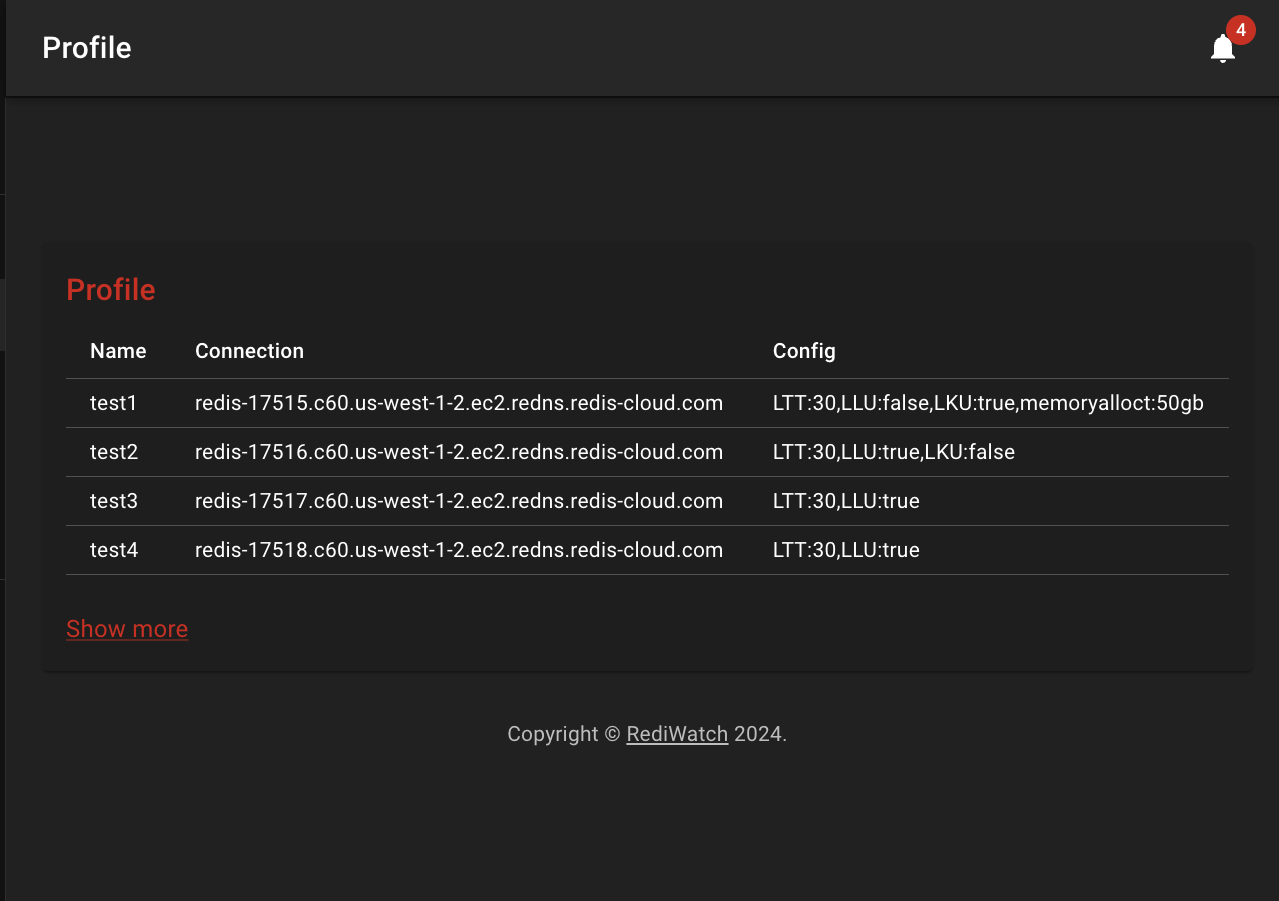 Profile
4
Profile
Name Connection Config
test1 redis-17515.c60.us-west-1-2.ec2.redns.redis-cloud.com LTT:30,LLU:false,LKU:true,memoryalloct:50gb
test2 redis-17516.c60.us-west-1-2.ec2.redns.redis-cloud.com LTT:30,LLU:true,LKU:false
test3 redis-17517.c60.us-west-1-2.ec2.redns.redis-cloud.com LTT:30,LLU:true
test4 redis-17518.c60.us-west-1-2.ec2.redns.redis-cloud.com LTT:30,LLU:true
Show more
Copyright © RediWatch 2024.